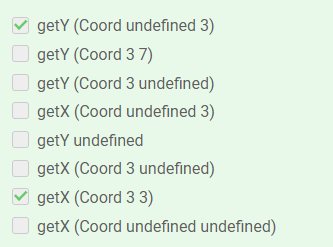 getY (Coord undefined 3)
getY (Coord 3 7)
getY (Coord 3 undefined)
getX (Coord undefined 3)
getY undefined
getX (Coord 3 undefined)
getX (Coord 3 3)
getX (Coord undefined undefined)